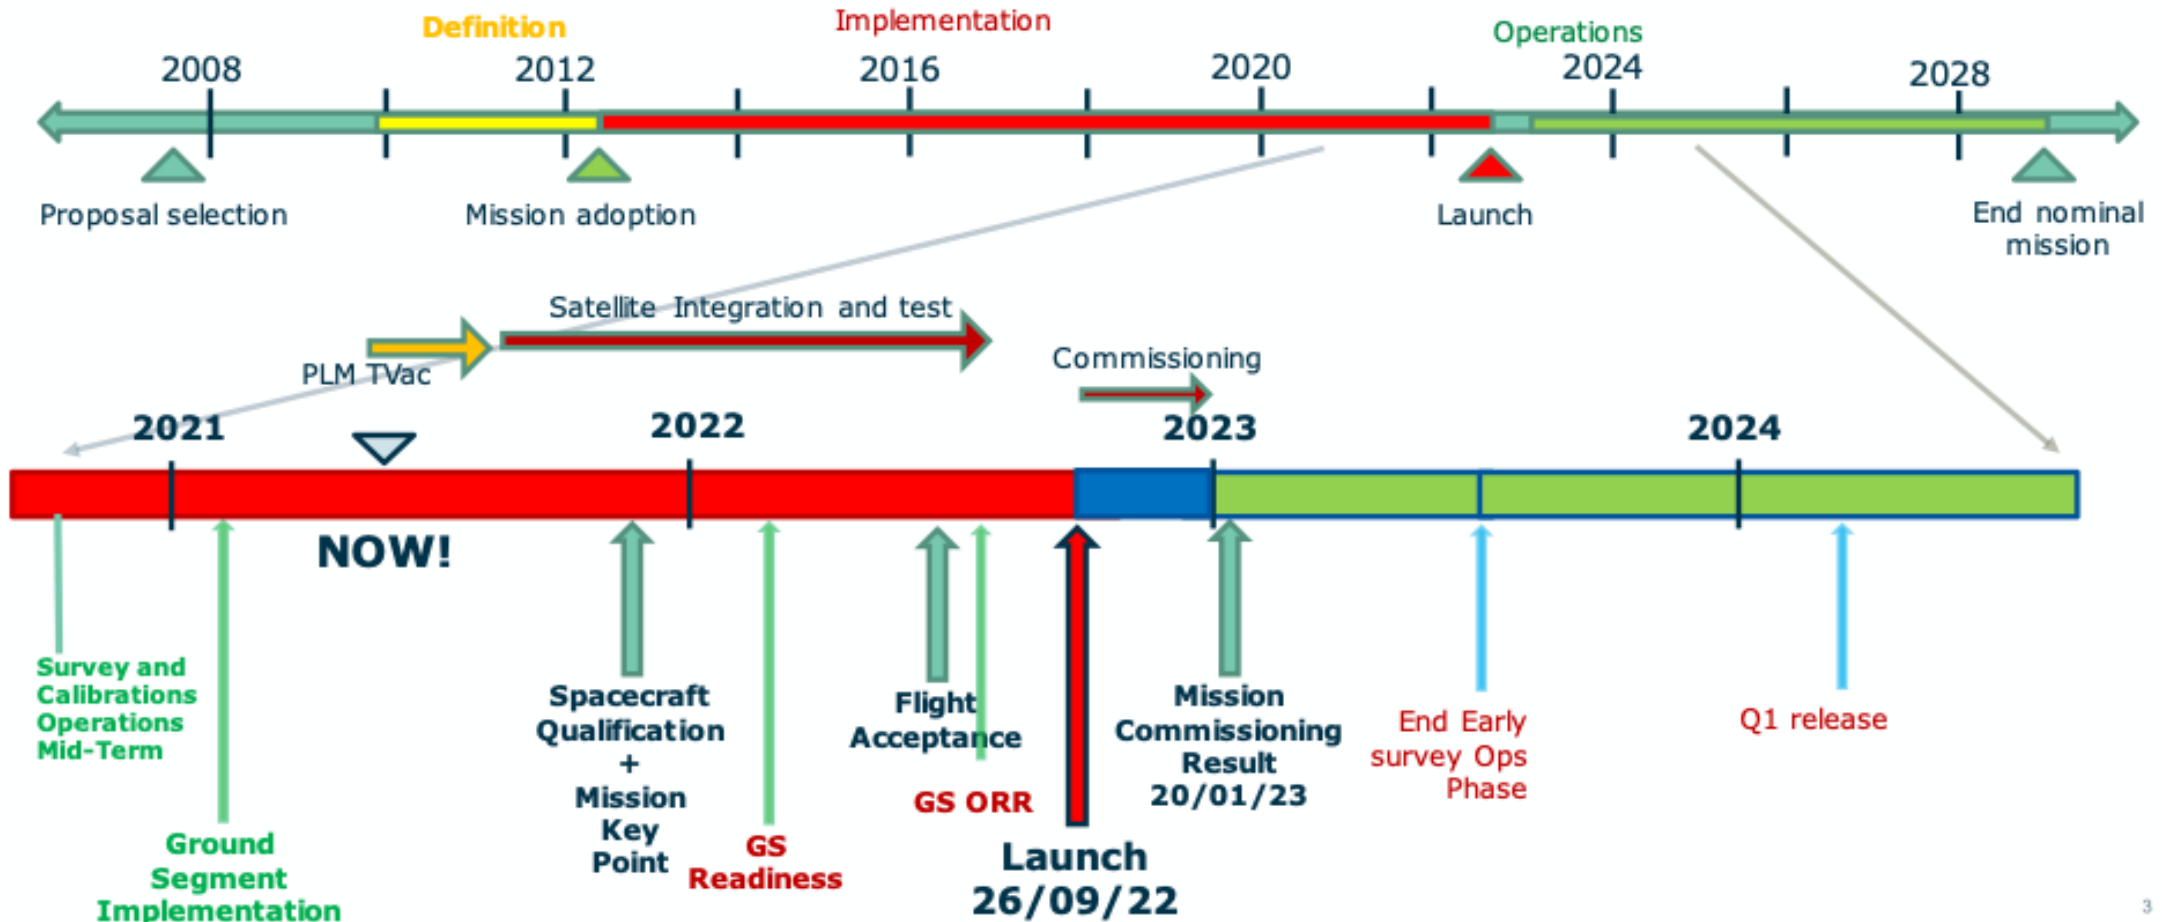 Definition
Implementation
Operations
2008
2012
2016
2020
2024
2028
Proposal selection
Mission adoption
Launch
End nominal
mission
Satellite Integration and test
PLM TVac
Commissioning
2021
2022
2023
2024
NOW!
Survey and
Calibrations
Operations
Mid-Term
Ground
Segment
Implementation
Spacecraft
Qualification
+
Mission
Key
Point
GS
Readiness
Flight
Acceptance
GS ORR
Launch
26/09/22
Mission
Commissioning
Result
20/01/23
End Early
survey Ops
Phase
Q1 release
3